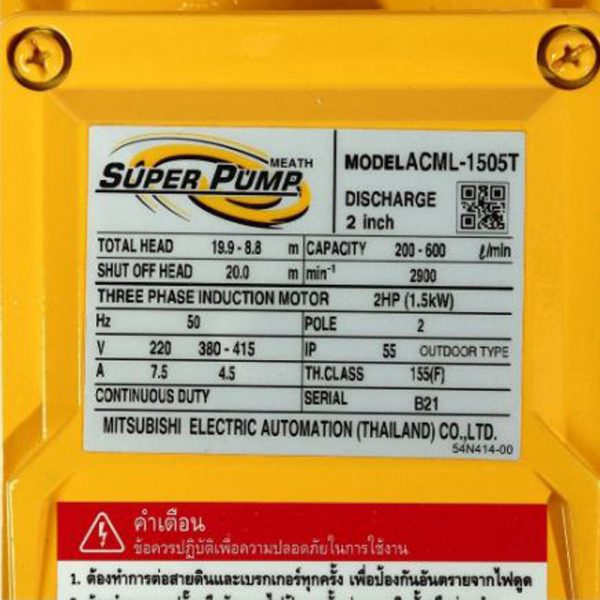 MEATH
SUPER PUMP
MODEL ACML-1505T
DISCHARGE
2 inch
TOTAL HEAD 19.9 - 8.8 m CAPACITY 200 - 600 ℓ/min
SHUT OFF HEAD 20.0 m min⁻¹ 2900
THREE PHASE INDUCTION MOTOR 2HP (1.5kW)
Hz 50 POLE 2
V 220 380 - 415 IP 55 OUTDOOR TYPE
A 7.5 4.5 TH.CLASS 155(F)
CONTINUOUS DUTY SERIAL B21
MITSUBISHI ELECTRIC AUTOMATION (THAILAND) CO.,LTD.
54N414-00
คำเตือน
ข้อควรปฏิบัติเพื่อความปลอดภัยในการใช้งาน
1. ต้องทำการต่อสายดินและเบรกเกอร์ทุกครั้ง เพื่อป้องกันอันตรายจากไฟดูด